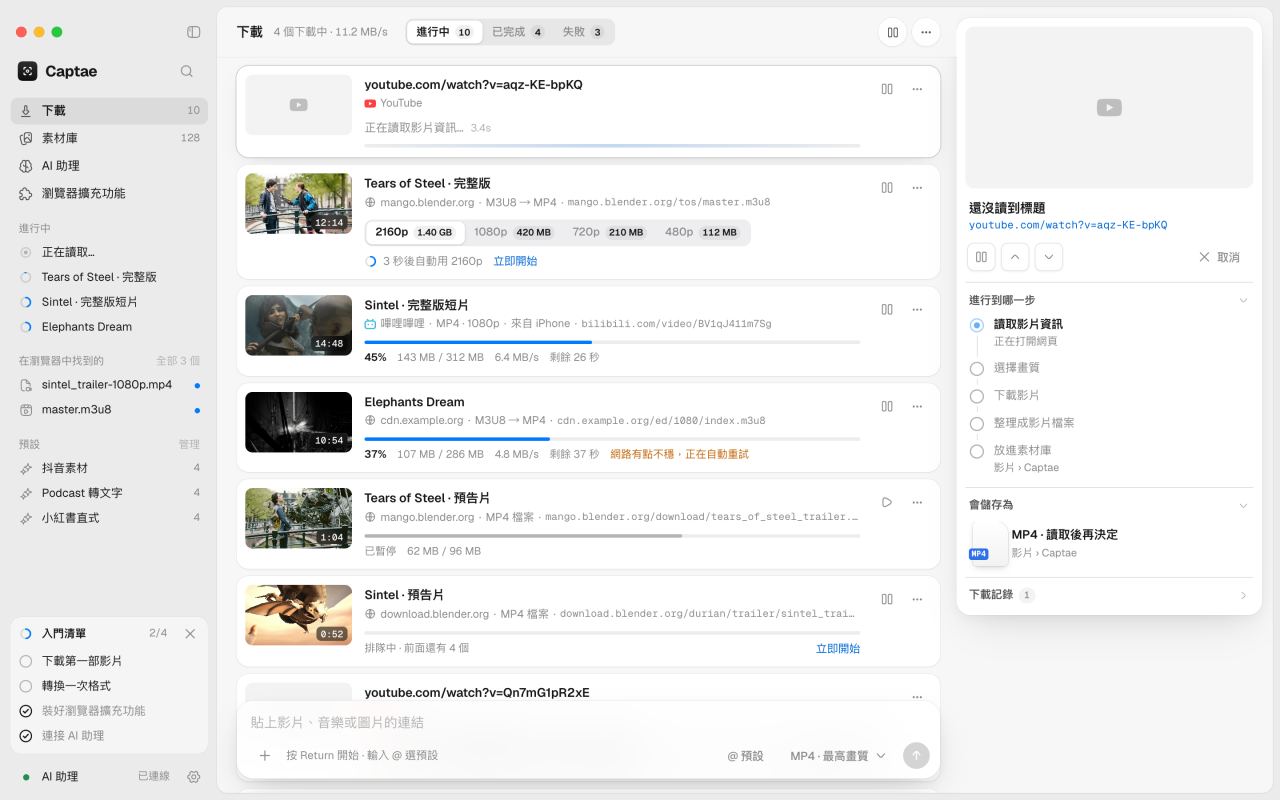 Captae
下載 10
素材庫 128
AI 助理
瀏覽器擴充功能
進行中
正在讀取…
Tears of Steel · 完整版
Sintel · 完整版短片
Elephants Dream
在瀏覽器中找到的 全部 3 個
sintel_trailer-1080p.mp4
master.m3u8
預設 管理
抖音素材 4
Podcast 轉文字 4
小紅書直式 4
入門清單 2/4
下載第一部影片
轉換一次格式
裝好瀏覽器擴充功能
連接 AI 助理
AI 助理 已連線
下載 4 個下載中 · 11.2 MB/s 進行中 10 已完成 4 失敗 3
youtube.com/watch?v=aqz-KE-bpKQ
YouTube
正在讀取影片資訊… 3.4s
12:14
Tears of Steel · 完整版
mango.blender.org · M3U8 → MP4 · mango.blender.org/tos/master.m3u8
2160p 1.40 GB 1080p 420 MB 720p 210 MB 480p 112 MB
3 秒後自動用 2160p 立即開始
14:48
Sintel · 完整版短片
嗶哩嗶哩 · MP4 · 1080p · 來自 iPhone · bilibili.com/video/BV1qJ411m7Sg
45% 143 MB / 312 MB 6.4 MB/s 剩餘 26 秒
10:54
Elephants Dream
cdn.example.org · M3U8 → MP4 · cdn.example.org/ed/1080/index.m3u8
37% 107 MB / 286 MB 4.8 MB/s 剩餘 37 秒 網路有點不穩，正在自動重試
1:04
Tears of Steel · 預告片
mango.blender.org · MP4 檔案 · mango.blender.org/download/tears_of_steel_trailer.…
已暫停 62 MB / 96 MB
0:52
Sintel · 預告片
download.blender.org · MP4 檔案 · download.blender.org/durian/trailer/sintel_trai…
排隊中 · 前面還有 4 個 立即開始
youtube.com/watch?v=Qn7mG1pR2xE
貼上影片、音樂或圖片的連結
按 Return 開始 · 輸入 @ 選預設 @ 預設 MP4 · 最高畫質
還沒讀到標題
youtube.com/watch?v=aqz-KE-bpKQ
取消
進行到哪一步
讀取影片資訊
正在打開網頁
選擇畫質
下載影片
整理成影片檔案
放進素材庫
影片 › Captae
會儲存為
MP4
MP4 · 讀取後再決定
影片 › Captae
下載記錄 1